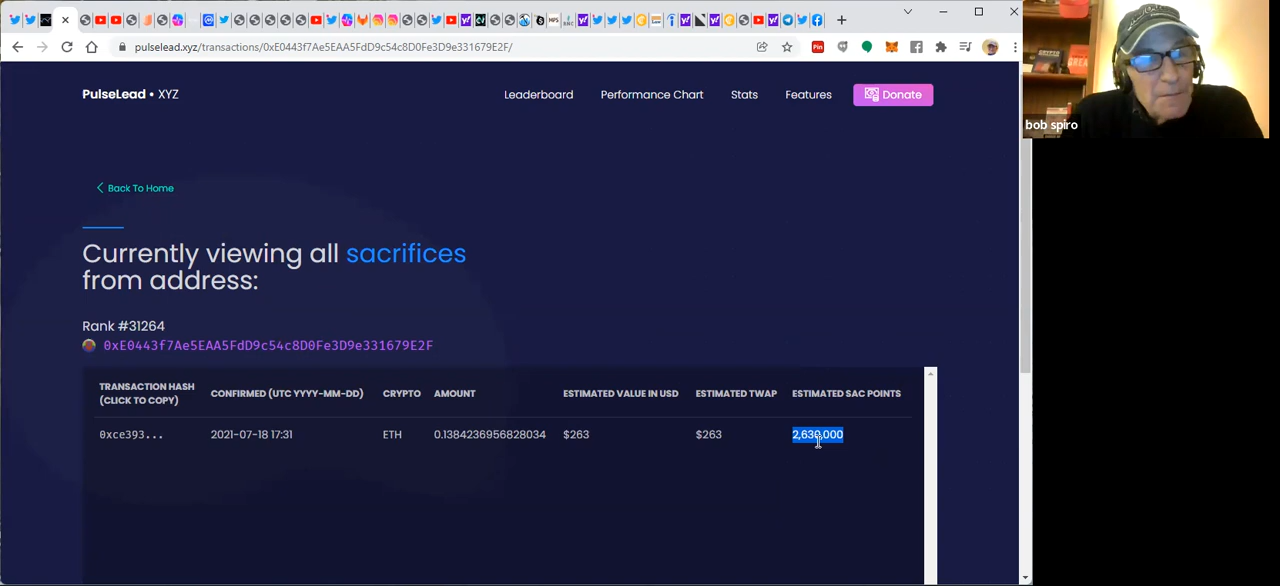 pulselead.xyz/transactions/0xE0443f7Ae5EAA5FdD9c54c8D0Fe3D9e331679E2F/
PulseLead • XYZ
Leaderboard
Performance Chart
Stats
Features
Donate
bob spiro
Back To Home
Currently viewing all sacrifices
from address:
Rank #31264
0xE0443f7Ae5EAA5FdD9c54c8D0Fe3D9e331679E2F
TRANSACTION HASH
(CLICK TO COPY)
CONFIRMED (UTC YYYY-MM-DD)
CRYPTO
AMOUNT
ESTIMATED VALUE IN USD
ESTIMATED TWAP
ESTIMATED SAC POINTS
0xce393...
2021-07-18 17:31
ETH
0.1384236956828034
$263
$263
2,630,000